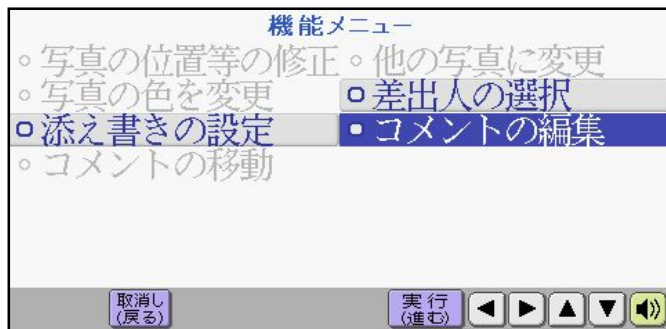 機能メニュー
写真の位置等の修正 他の写真に変更
写真の色を変更 差出人の選択
添え書きの設定 コメントの編集
コメントの移動
取消し (戻る) 実行 (進む)